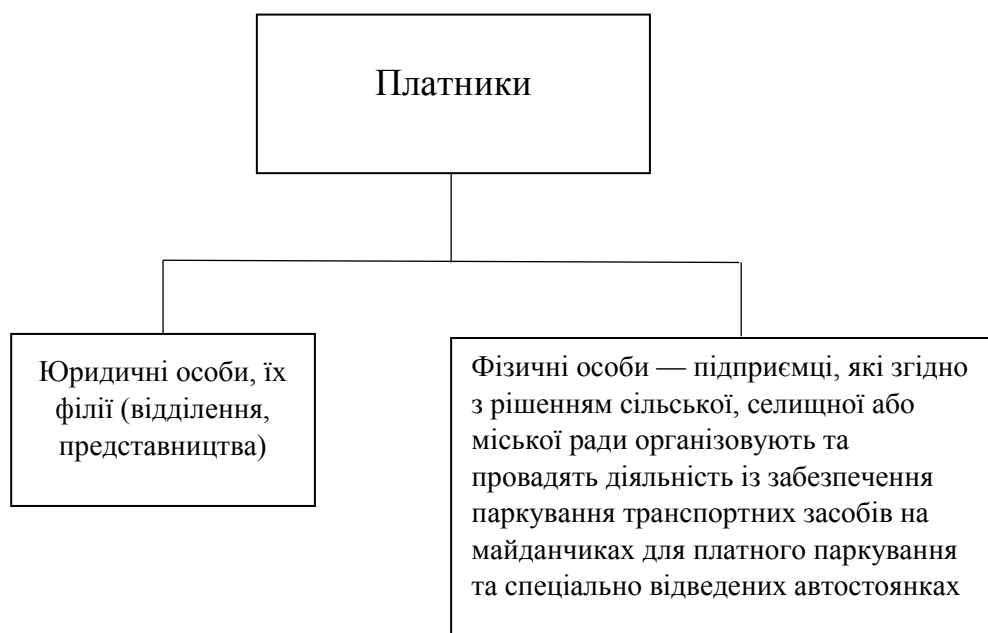 Платники
Юридичні особи, їх
філії (відділення,
представництва)
Фізичні особи — підприємці, які згідно
з рішенням сільської, селищної або
міської ради організовують та
провадять діяльність із забезпечення
паркування транспортних засобів на
майданчиках для платного паркування
та спеціально відведених автостоянках